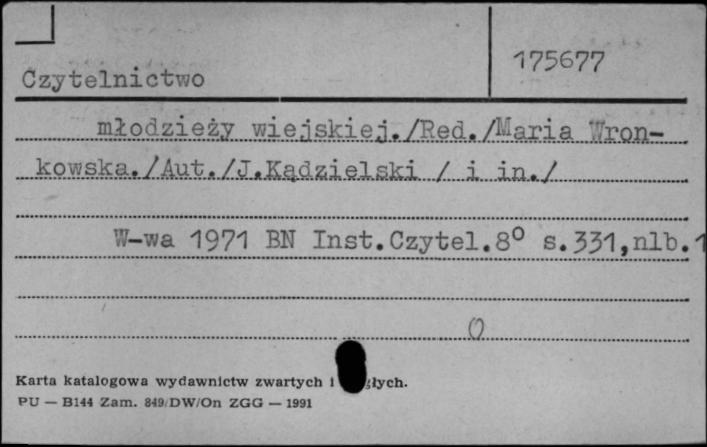 175677
Czytelnictwo
młodzieży wiejskiej./Red./Maria Wron-
kowska./Aut./J.Kądzielski / i in./
W-wa 1971 BN Inst.Czytel.8° s.331,nlb.1
O
Karta katalogowa wydawnictw zwartych i
PU — B144 Zam. 849/DW/On ZGG — 1991